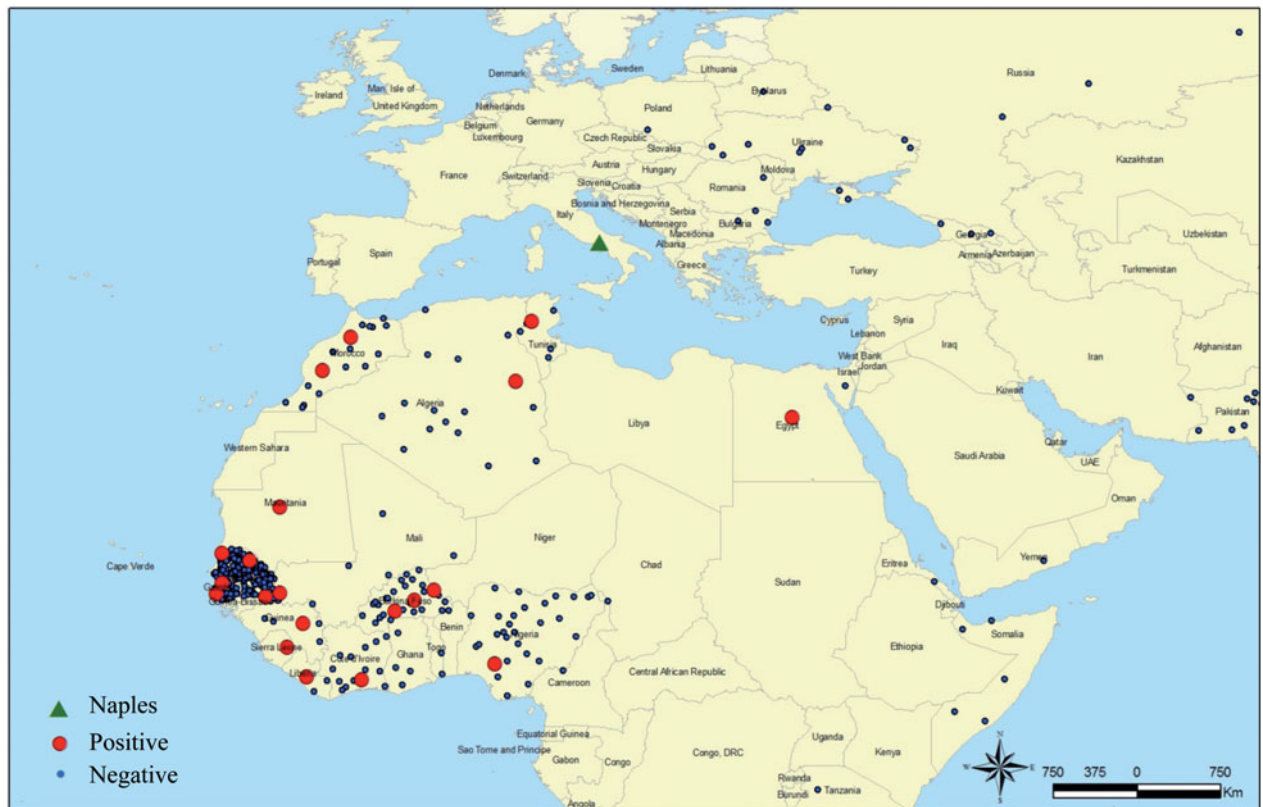 Sweden
Denmark
Lithuania
Russia
Ireland
Man, Isle of
United Kingdom
Netherlands
Belgium
Luxembourg
Germany
Poland
Byelarus
Czech Republic
Slovakia
Ukraine
Kazakhstan
France
Switzerland
Austria
Hungary
Moldova
Slovenia
Croatia
Romania
Bosnia and Herzegovina
Italy
Serbia
Montenegro
Bulgaria
Macedonia
Albania
Georgia
Armenia
Azerbaijan
Uzbekistan
Turkmenistan
Portugal
Spain
Greece
Turkey
Cyprus
Syria
Lebanon
Iraq
Iran
Afghanistan
West Bank
Jordan
Israel
Kuwait
Pakistan
Tunisia
Morocco
Algeria
Libya
Egypt
Western Sahara
Saudi Arabia
Qatar
UAE
Oman
Mauritania
Mali
Niger
Chad
Sudan
Eritrea
Yemen
Cape Verde
Djibouti
Guinea
Burkina Faso
Benin
Nigeria
Togo
Ghana
Cote d'Ivoire
Sierra Leone
Liberia
Cameroon
Central African Republic
Ethiopia
Somalia
Equatorial Guinea
Sao Tome and Principe
Gabon
Congo
Congo, DRC
Uganda
Kenya
Rwanda
Burundi
Tanzania
Angola
Naples
Positive
Negative
N
W
E
S
750 375 0 750
Km